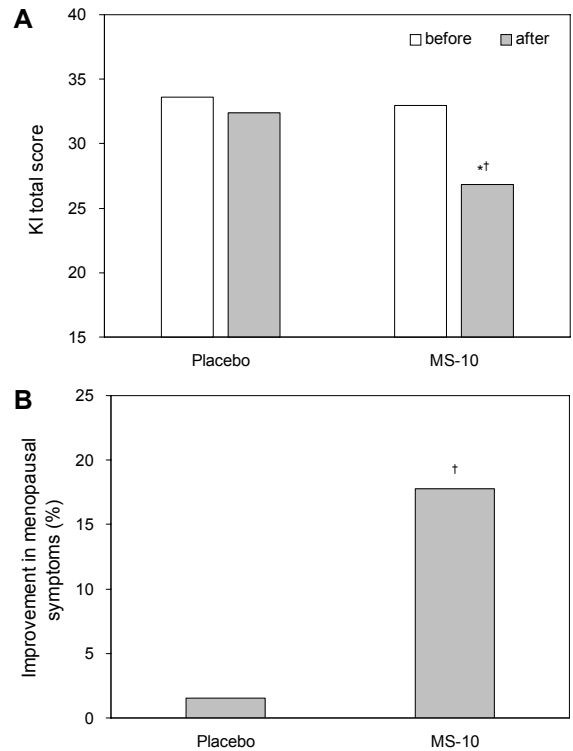 A
40
before
after
35
30
25
20
15
KI total score
*†
Placebo
MS-10
B
25
20
15
10
5
0
Improvement in menopausal
symptoms (%)
†
Placebo
MS-10